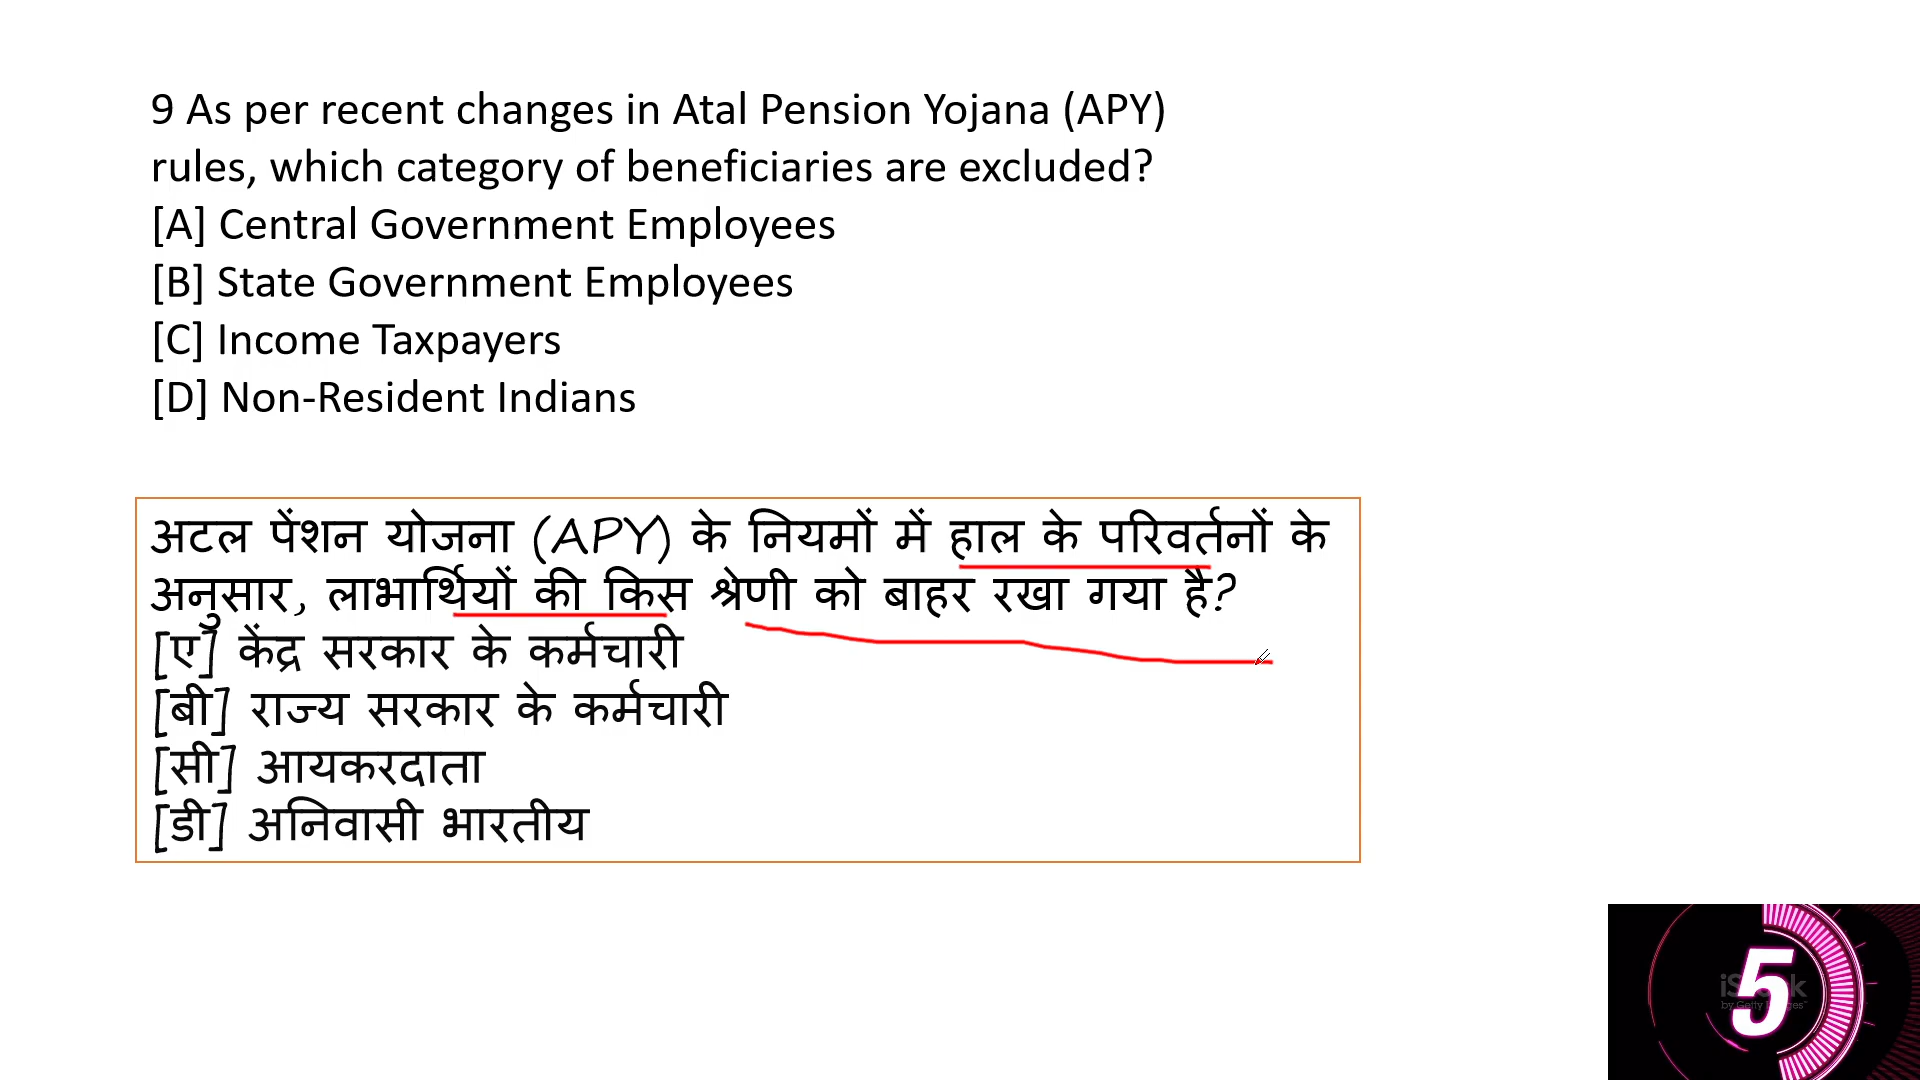 9 As per recent changes in Atal Pension Yojana (APY)
rules, which category of beneficiaries are excluded?
[A] Central Government Employees
[B] State Government Employees
[C] Income Taxpayers
[D] Non-Resident Indians
अटल पेंशन योजना (APY) के नियमों में हाल के परिवर्तनों के
अनुसार, लाभार्थियों की किस श्रेणी को बाहर रखा गया है?
[ए] केंद्र सरकार के कर्मचारी
[बी] राज्य सरकार के कर्मचारी
[सी] आयकरदाता
[डी] अनिवासी भारतीय
5